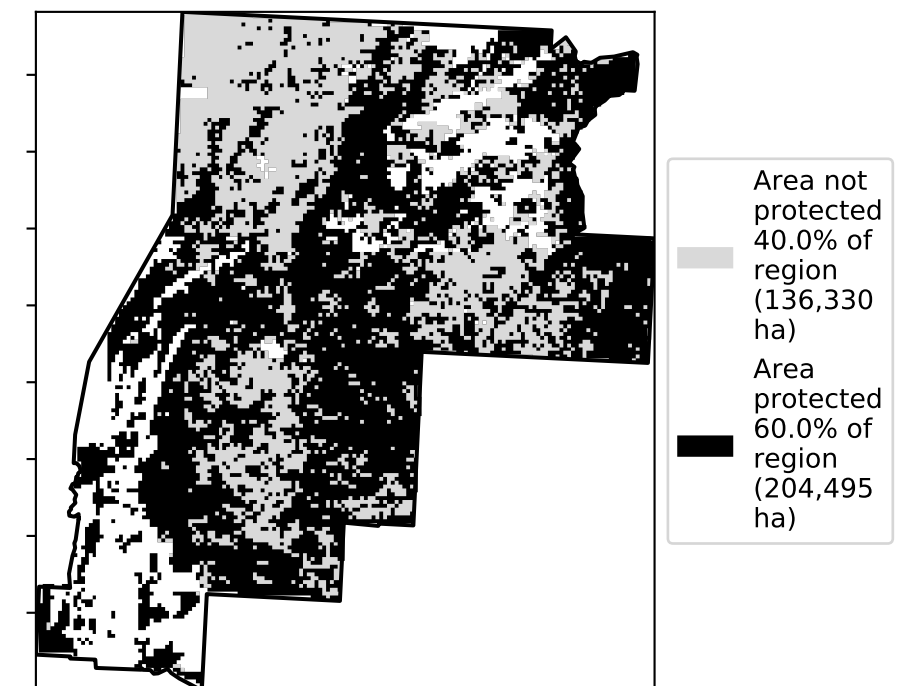 Area not
protected
40.0% of
region
(136,330
ha)
Area
protected
60.0% of
region
(204,495
ha)